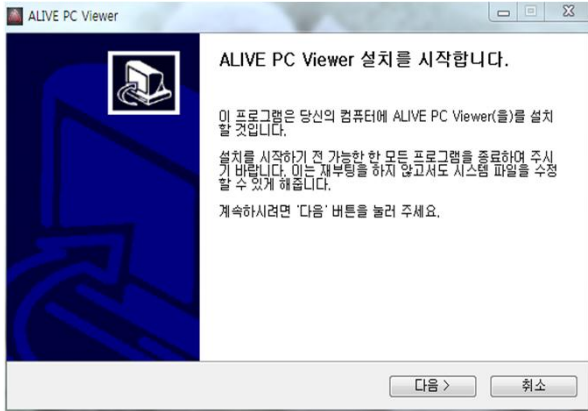 ALIVE PC Viewer
ALIVE PC Viewer 설치를 시작합니다.
이 프로그램은 당신의 컴퓨터에 ALIVE PC Viewer(을)를 설치
할 것입니다.
설치를 시작하기 전 가능한 한 모든 프로그램을 종료하여 주시
기 바랍니다. 이는 재부팅을 하지 않고서도 시스템 파일을 수정
할 수 있게 해줍니다.
계속하시려면 '다음' 버튼을 눌러 주세요.
다음 >
취소